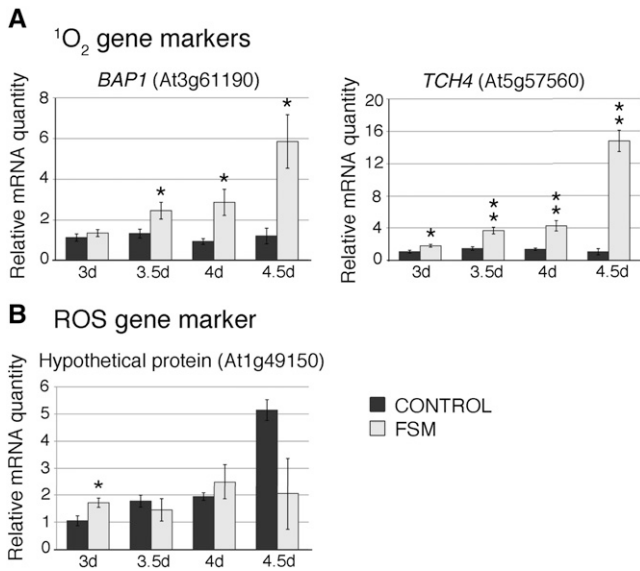 A
¹O₂ gene markers
BAP1 (At3g61190)
Relative mRNA quantity
8
6
4
2
0
*
*
*
3d 3.5d 4d 4.5d
TCH4 (At5g57560)
Relative mRNA quantity
20
16
12
8
4
0
*
**
**
**
3d 3.5d 4d 4.5d
B
ROS gene marker
Hypothetical protein (At1g49150)
Relative mRNA quantity
6
5
4
3
2
1
0
*
3d 3.5d 4d 4.5d
CONTROL
FSM